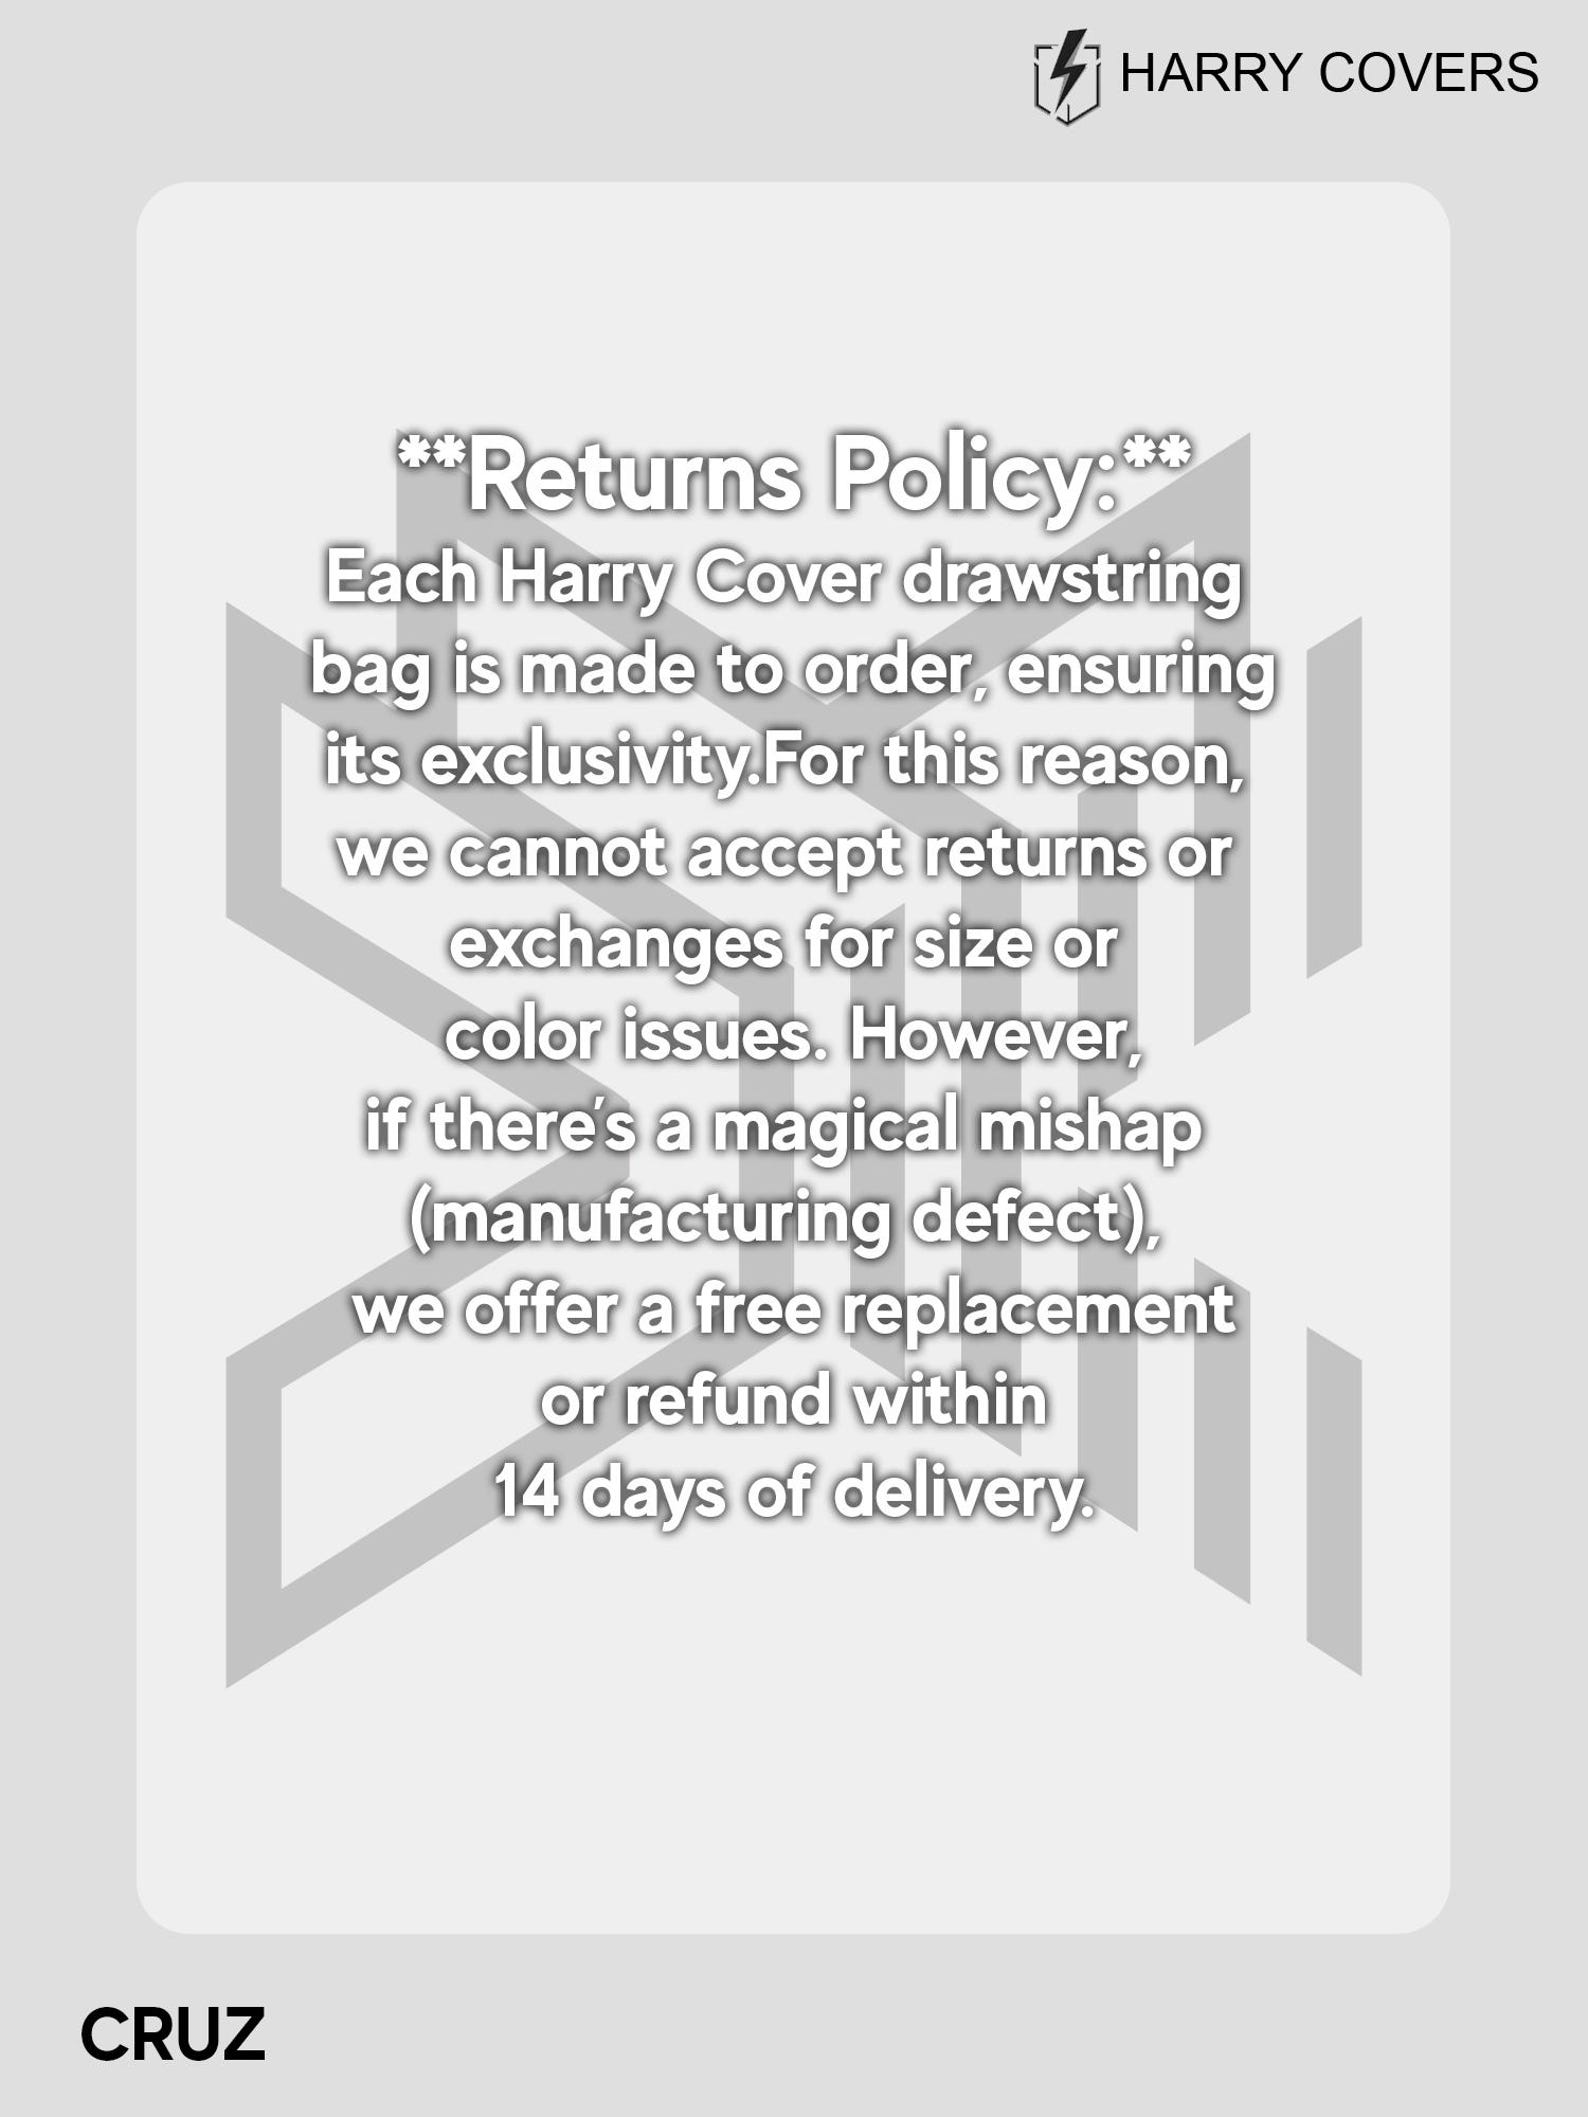 HARRY COVERS
**Returns Policy:**
Each Harry Cover drawstring
bag is made to order, ensuring
its exclusivity.For this reason,
we cannot accept returns or
exchanges for size or
color issues. However,
if there's a magical mishap
(manufacturing defect),
we offer a free replacement
or refund within
14 days of delivery.
CRUZ